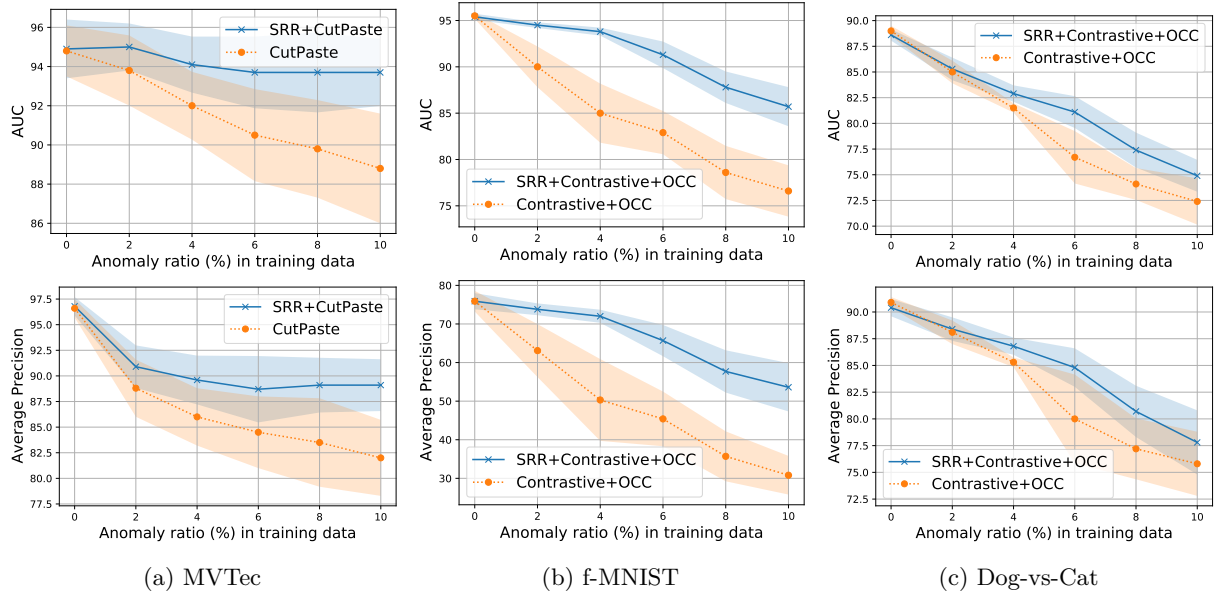 96
94
92
90
88
86
AUC
SRR+CutPaste
CutPaste
0 2 4 6 8 10
Anomaly ratio (%) in training data
100
95
90
85
80
75
AUC
SRR+Contrastive+OCC
Contrastive+OCC
0 2 4 6 8 10
Anomaly ratio (%) in training data
90.0
87.5
85.0
82.5
80.0
77.5
75.0
72.5
70.0
AUC
SRR+Contrastive+OCC
Contrastive+OCC
0 2 4 6 8 10
Anomaly ratio (%) in training data
97.5
95.0
92.5
90.0
87.5
85.0
82.5
80.0
77.5
Average Precision
SRR+CutPaste
CutPaste
0 2 4 6 8 10
Anomaly ratio (%) in training data
80
70
60
50
40
30
Average Precision
SRR+Contrastive+OCC
Contrastive+OCC
0 2 4 6 8 10
Anomaly ratio (%) in training data
90.0
87.5
85.0
82.5
80.0
77.5
75.0
72.5
Average Precision
SRR+Contrastive+OCC
Contrastive+OCC
0 2 4 6 8 10
Anomaly ratio (%) in training data
(a) MVTec
(b) f-MNIST
(c) Dog-vs-Cat